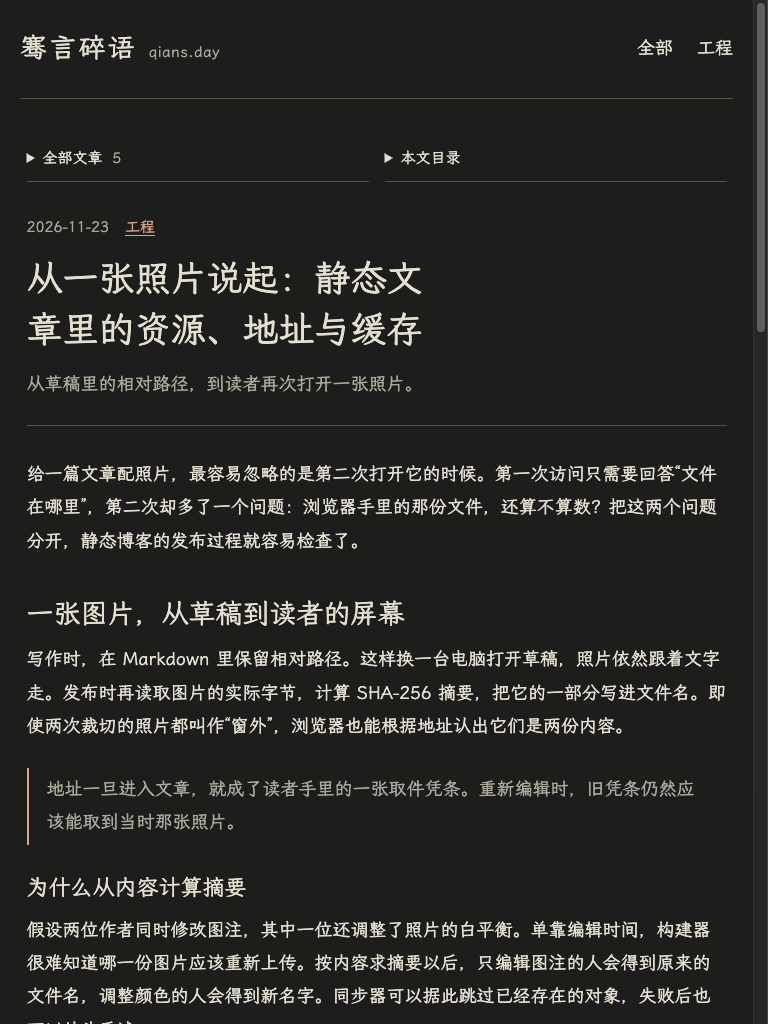 骞言碎语 qians.day
全部 工程
▶ 全部文章 5
▶ 本文目录
2026-11-23 工程
从一张照片说起：静态文
章里的资源、地址与缓存
从草稿里的相对路径，到读者再次打开一张照片。
给一篇文章配照片，最容易忽略的是第二次打开它的时候。第一次访问只需要回答“文件
在哪里”，第二次却多了一个问题：浏览器手里的那份文件，还算不算数？把这两个问题
分开，静态博客的发布过程就容易检查了。
一张图片，从草稿到读者的屏幕
写作时，在 Markdown 里保留相对路径。这样换一台电脑打开草稿，照片依然跟着文字
走。发布时再读取图片的实际字节，计算 SHA-256 摘要，把它的一部分写进文件名。即
使两次裁切的照片都叫作“窗外”，浏览器也能根据地址认出它们是两份内容。
地址一旦进入文章，就成了读者手里的一张取件凭条。重新编辑时，旧凭条仍然应
该能取到当时那张照片。
为什么从内容计算摘要
假设两位作者同时修改图注，其中一位还调整了照片的白平衡。单靠编辑时间，构建器
很难知道哪一份图片应该重新上传。按内容求摘要以后，只编辑图注的人会得到原来的
文件名，调整颜色的人会得到新名字。同步器可以据此跳过已经存在的对象，失败后也